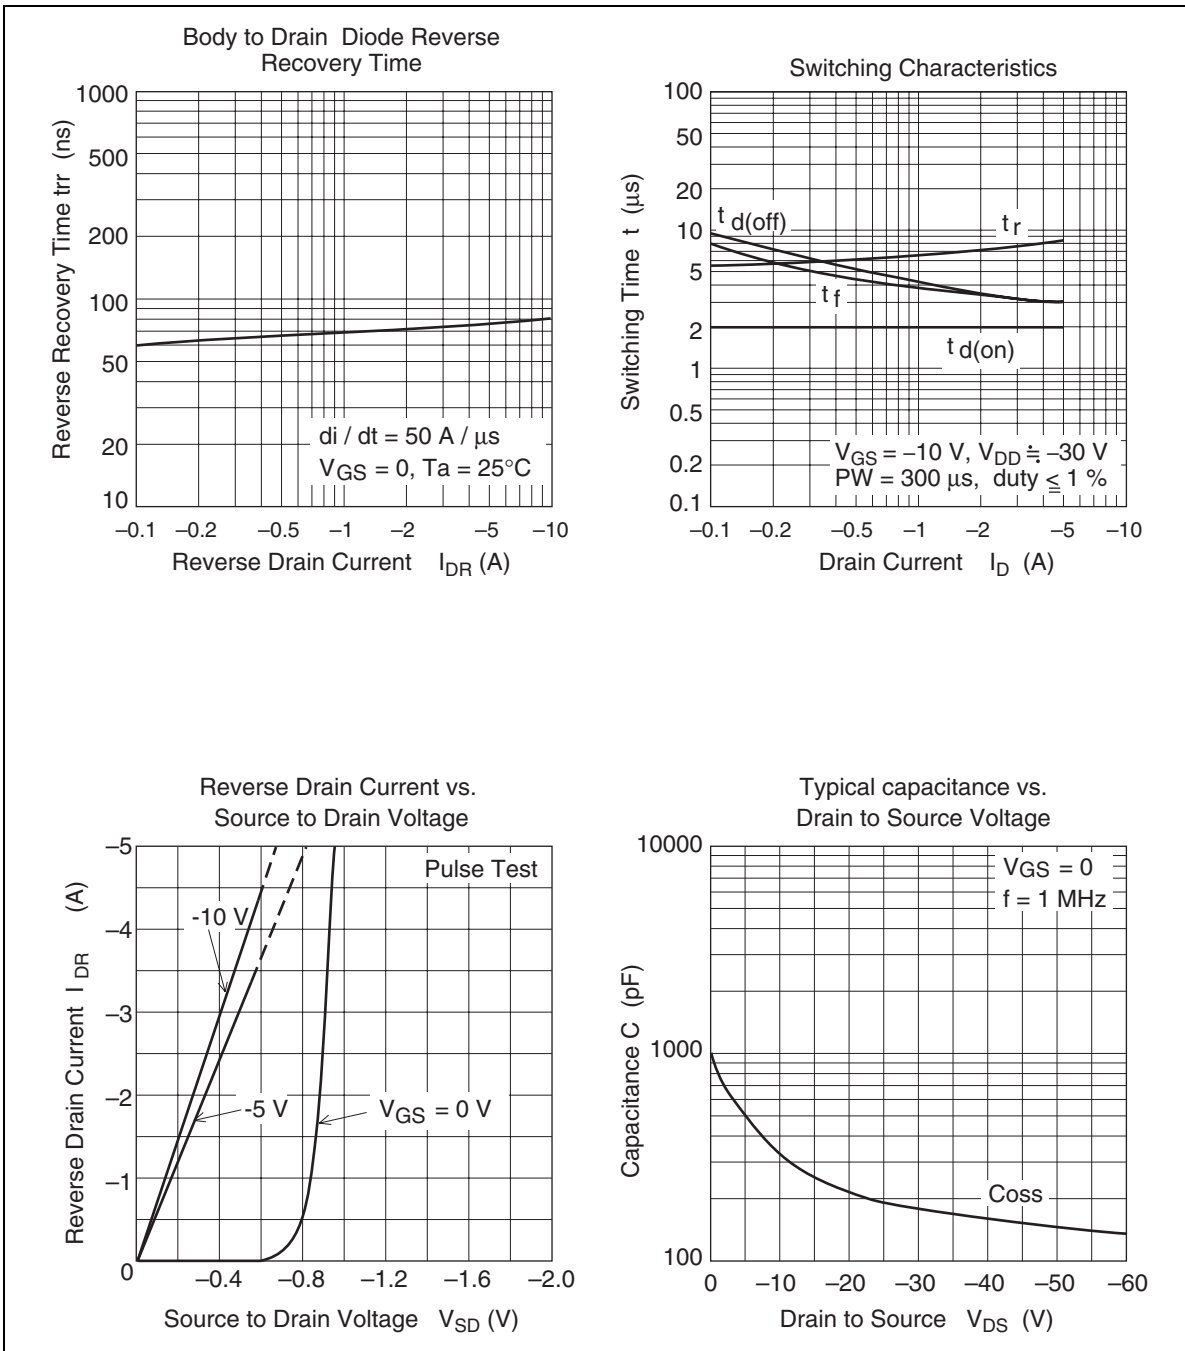 Body to Drain Diode Reverse
Recovery Time
1000
500
200
100
50
20
10
Reverse Recovery Time trr (ns)
di / dt = 50 A / μs
VGS = 0, Ta = 25°C
–0.1 –0.2 –0.5 –1 –2 –5 –10
Reverse Drain Current IDR (A)
Switching Characteristics
100
50
20
10
5
2
1
0.5
0.2
0.1
Switching Time t (μs)
t d(off)
t r
t f
t d(on)
VGS = –10 V, VDD ≒ –30 V
PW = 300 μs, duty ≦ 1 %
–0.1 –0.2 –0.5 –1 –2 –5 –10
Drain Current ID (A)
Reverse Drain Current vs.
Source to Drain Voltage
–5
–4
–3
–2
–1
0
Reverse Drain Current IDR (A)
Pulse Test
-10 V
-5 V
VGS = 0 V
–0.4 –0.8 –1.2 –1.6 –2.0
Source to Drain Voltage VSD (V)
Typical capacitance vs.
Drain to Source Voltage
10000
1000
100
Capacitance C (pF)
VGS = 0
f = 1 MHz
Coss
0 –10 –20 –30 –40 –50 –60
Drain to Source VDS (V)